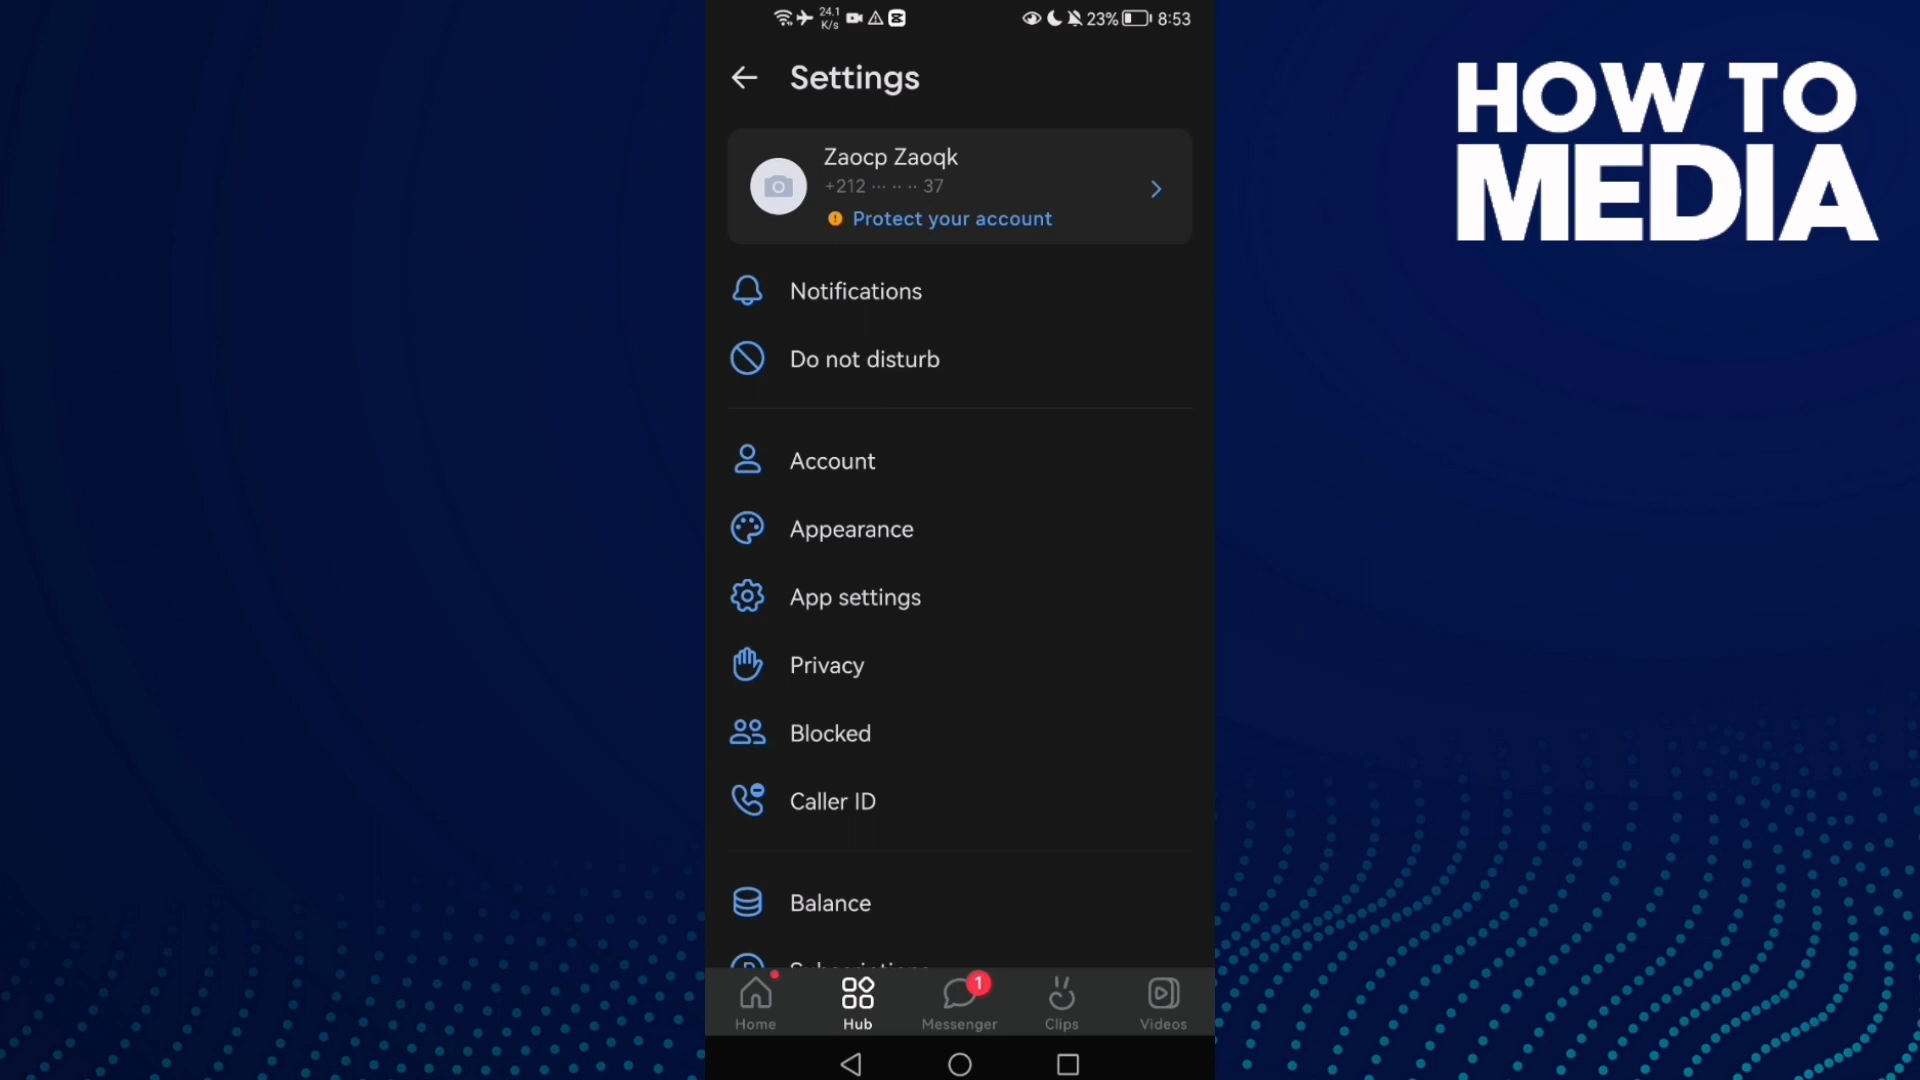 24.1
K/s
23%
8:53
Settings
Zaocp Zaoqk
+212 ··· ·· ·· 37
Protect your account
Notifications
Do not disturb
Account
Appearance
App settings
Privacy
Blocked
Caller ID
Balance
Subscriptions
1
Home
Hub
Messenger
Clips
Videos
HOW TO
MEDIA